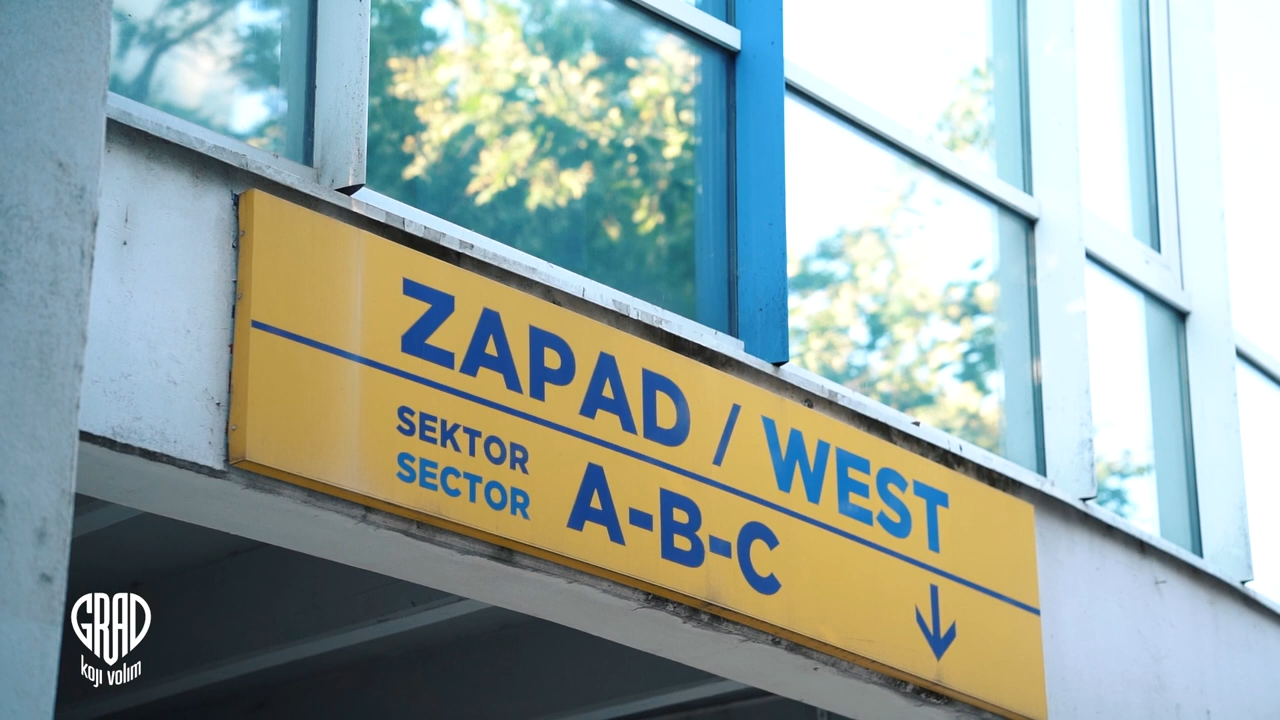 ZAPAD / WEST
SEKTOR
SECTOR
A-B-C
GRAD
koji volim